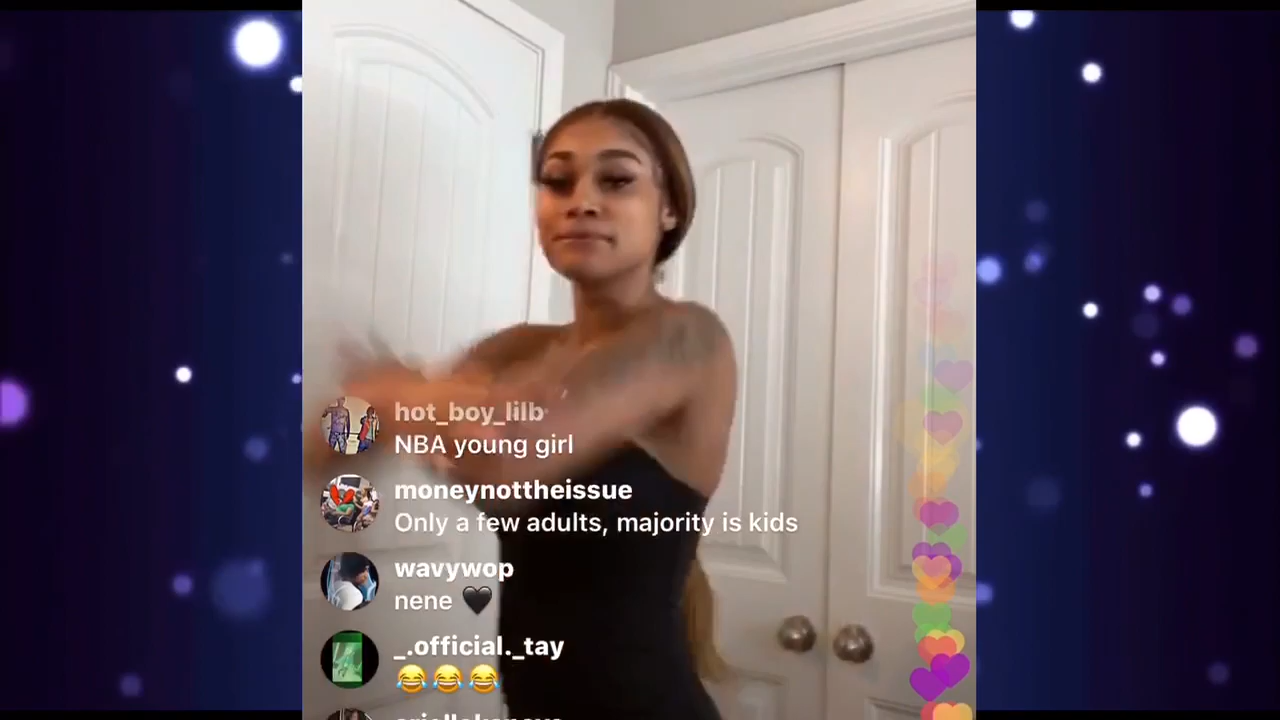 hot_boy_lilb
NBA young girl
moneynottheissue
Only a few adults, majority is kids
wavywop
nene 🖤
_.official._tay
😂😂😂